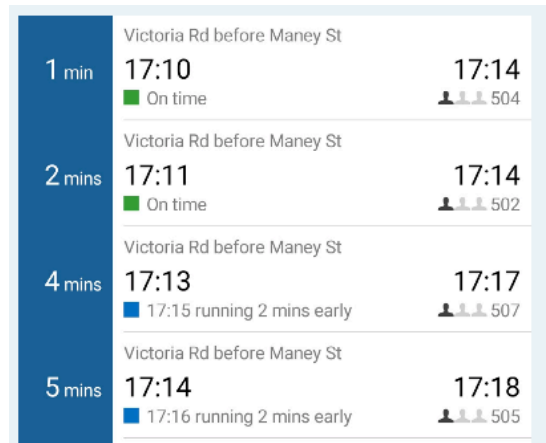 Victoria Rd before Maney St
1 min 17:10 17:14
On time 504
Victoria Rd before Maney St
2 mins 17:11 17:14
On time 502
Victoria Rd before Maney St
4 mins 17:13 17:17
17:15 running 2 mins early 507
Victoria Rd before Maney St
5 mins 17:14 17:18
17:16 running 2 mins early 505